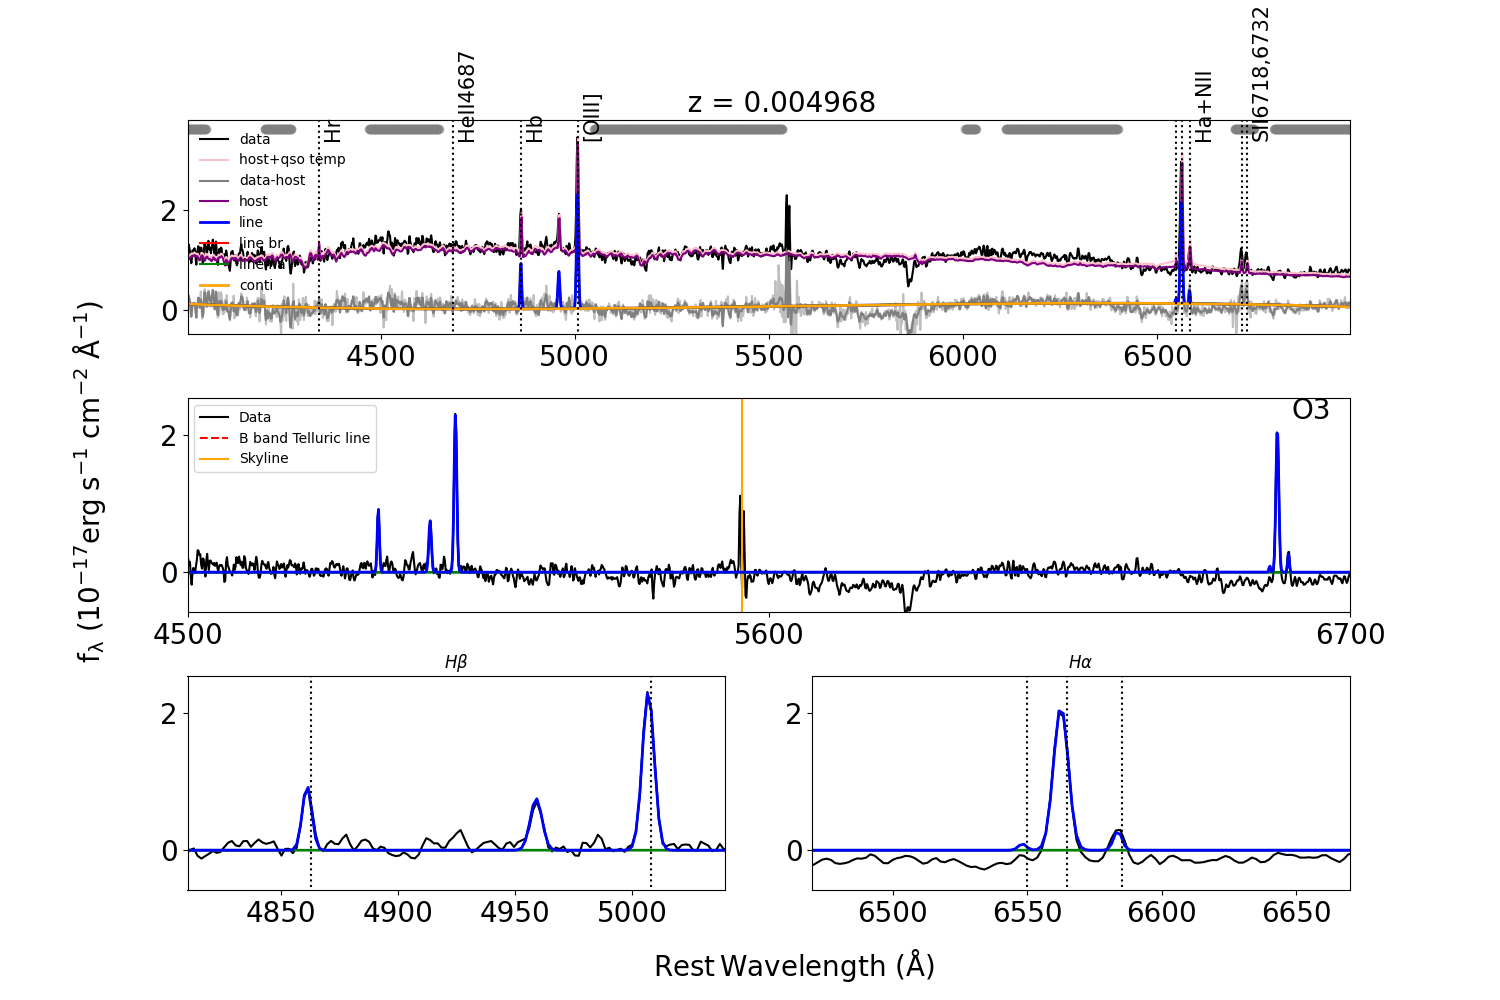 z = 0.004968
Hr
HeII4687
Hb
[OIII]
Ha+NII
SII6718,6732
data
host+qso temp
data-host
host
line
line br
conti
2
0
4500 5000 5500 6000 6500
O3
Data
B band Telluric line
Skyline
2
0
4500 5600 6700
fλ (10⁻¹⁷erg s⁻¹ cm⁻² Å⁻¹)
Hβ
2
0
4850 4900 4950 5000
Hα
2
0
6500 6550 6600 6650
Rest Wavelength (Å)